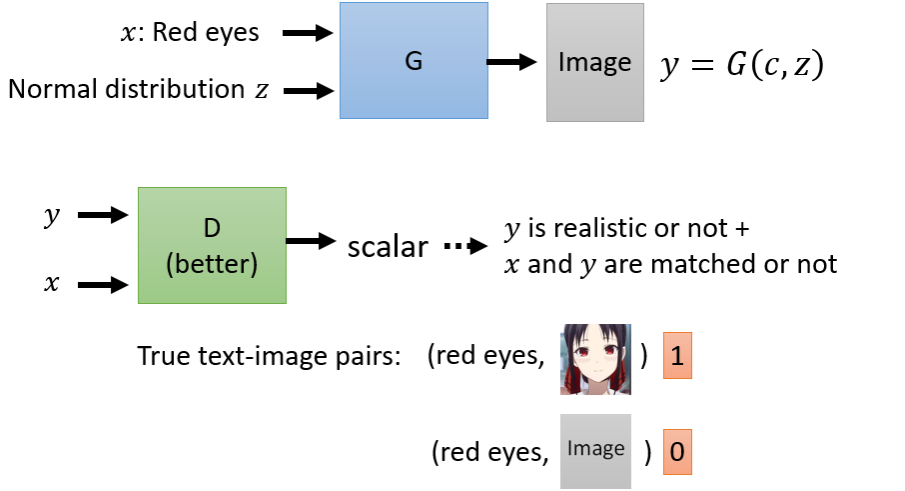 x: Red eyes
Normal distribution z
G
Image
y = G(c, z)
y
x
D
(better)
scalar
y is realistic or not +
x and y are matched or not
True text-image pairs: (red eyes, ) 1
(red eyes, Image ) 0